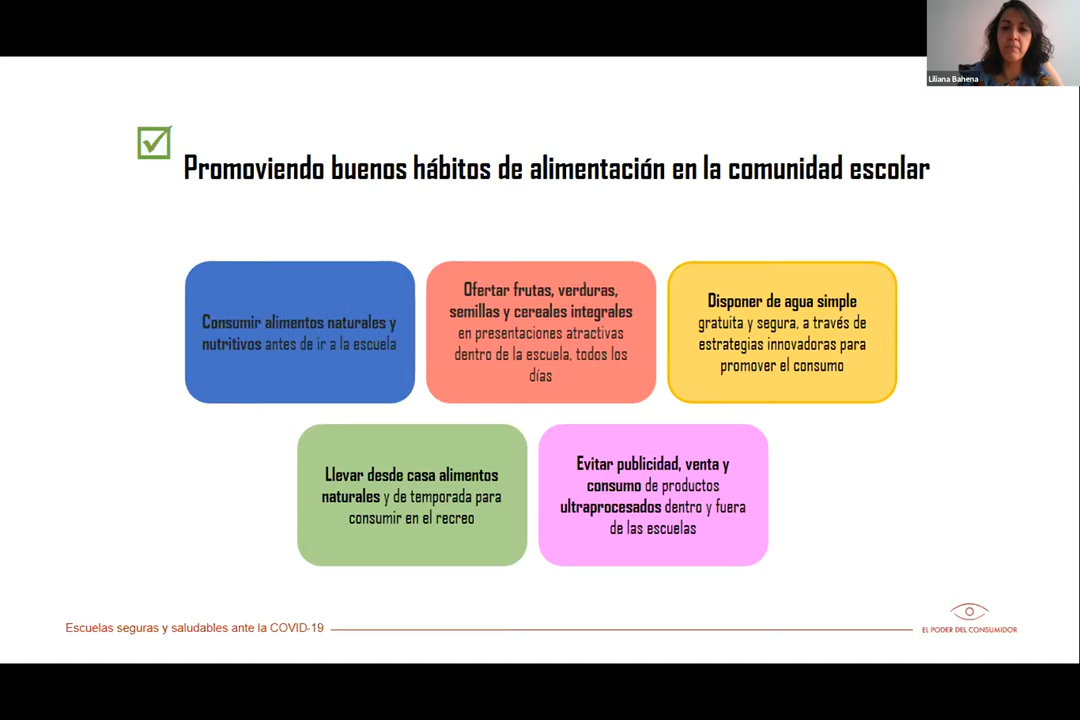 Liliana Bahena
Promoviendo buenos hábitos de alimentación en la comunidad escolar
Consumir alimentos naturales y
nutritivos antes de ir a la escuela
Ofertar frutas, verduras,
semillas y cereales integrales
en presentaciones atractivas
dentro de la escuela, todos los
días
Disponer de agua simple
gratuita y segura, a través de
estrategias innovadoras para
promover el consumo
Llevar desde casa alimentos
naturales y de temporada para
consumir en el recreo
Evitar publicidad, venta y
consumo de productos
ultraprocesados dentro y fuera
de las escuelas
Escuelas seguras y saludables ante la COVID-19
EL PODER DEL CONSUMIDOR